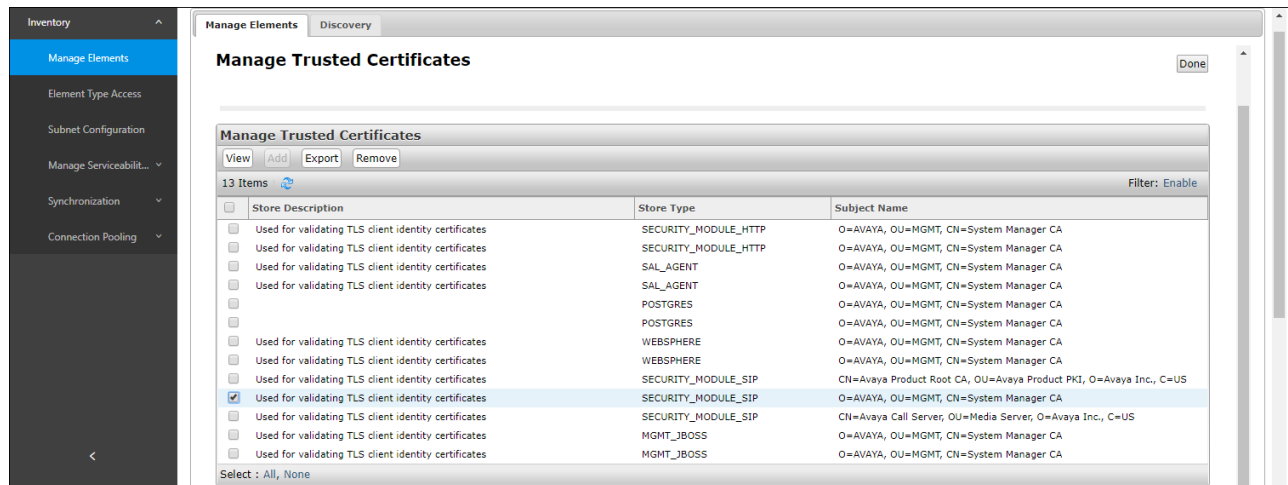 Inventory
Manage Elements
Element Type Access
Subnet Configuration
Manage Serviceabilit...
Synchronization
Connection Pooling
Manage Elements Discovery
Manage Trusted Certificates
Done
Manage Trusted Certificates
View Add Export Remove
13 Items Filter: Enable
Store Description Store Type Subject Name
Used for validating TLS client identity certificates SECURITY_MODULE_HTTP O=AVAYA, OU=MGMT, CN=System Manager CA
Used for validating TLS client identity certificates SECURITY_MODULE_HTTP O=AVAYA, OU=MGMT, CN=System Manager CA
Used for validating TLS client identity certificates SAL_AGENT O=AVAYA, OU=MGMT, CN=System Manager CA
Used for validating TLS client identity certificates SAL_AGENT O=AVAYA, OU=MGMT, CN=System Manager CA
POSTGRES O=AVAYA, OU=MGMT, CN=System Manager CA
POSTGRES O=AVAYA, OU=MGMT, CN=System Manager CA
Used for validating TLS client identity certificates WEBSPHERE O=AVAYA, OU=MGMT, CN=System Manager CA
Used for validating TLS client identity certificates WEBSPHERE O=AVAYA, OU=MGMT, CN=System Manager CA
Used for validating TLS client identity certificates SECURITY_MODULE_SIP CN=Avaya Product Root CA, OU=Avaya Product PKI, O=Avaya Inc., C=US
Used for validating TLS client identity certificates SECURITY_MODULE_SIP O=AVAYA, OU=MGMT, CN=System Manager CA
Used for validating TLS client identity certificates SECURITY_MODULE_SIP CN=Avaya Call Server, OU=Media Server, O=Avaya Inc., C=US
Used for validating TLS client identity certificates MGMT_JBOSS O=AVAYA, OU=MGMT, CN=System Manager CA
Used for validating TLS client identity certificates MGMT_JBOSS O=AVAYA, OU=MGMT, CN=System Manager CA
Select : All, None